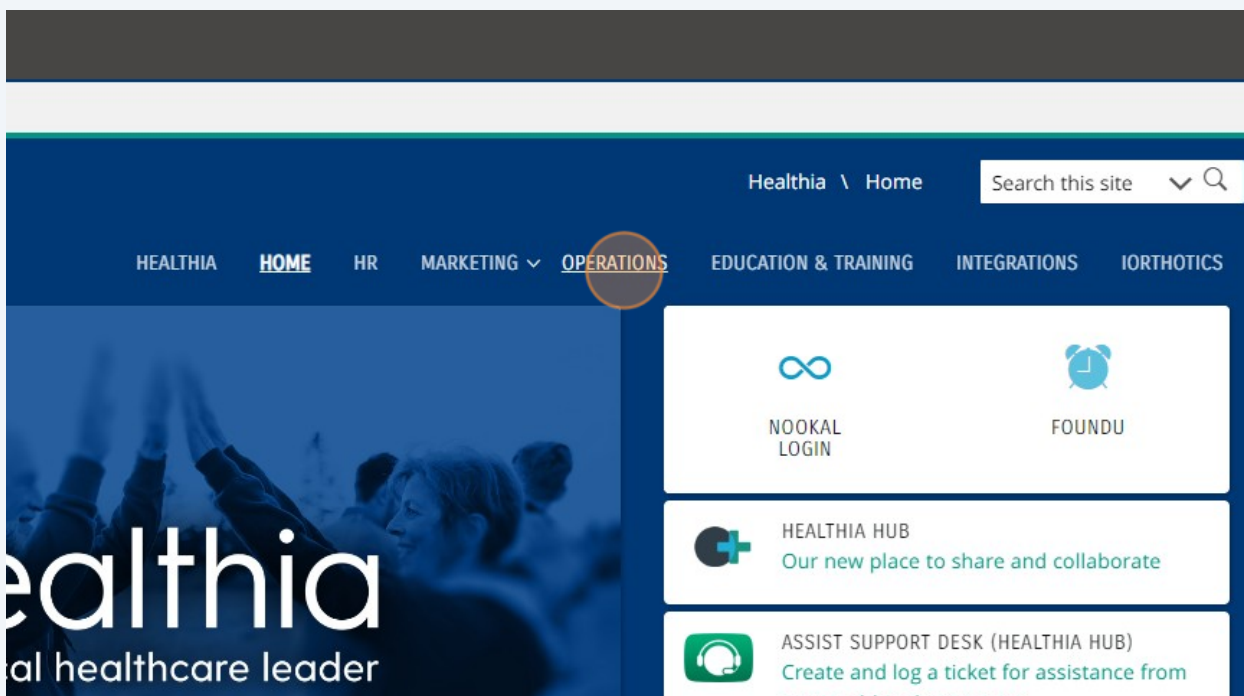 Healthia \ Home
Search this site
HEALTHIA HOME HR MARKETING OPERATIONS EDUCATION & TRAINING INTEGRATIONS IORTHOTICS
NOOKAL
LOGIN
FOUNDU
HEALTHIA HUB
Our new place to share and collaborate
ealthia
cal healthcare leader
ASSIST SUPPORT DESK (HEALTHIA HUB)
Create and log a ticket for assistance from